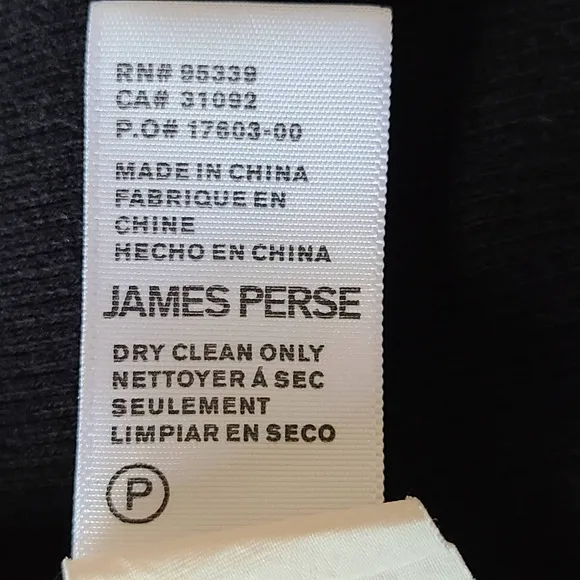 RN# 95339
CA# 31092
P.O# 17603-00
MADE IN CHINA
FABRIQUE EN
CHINE
HECHO EN CHINA
JAMES PERSE
DRY CLEAN ONLY
NETTOYER Á SEC
SEULEMENT
LIMPIAR EN SECO
P